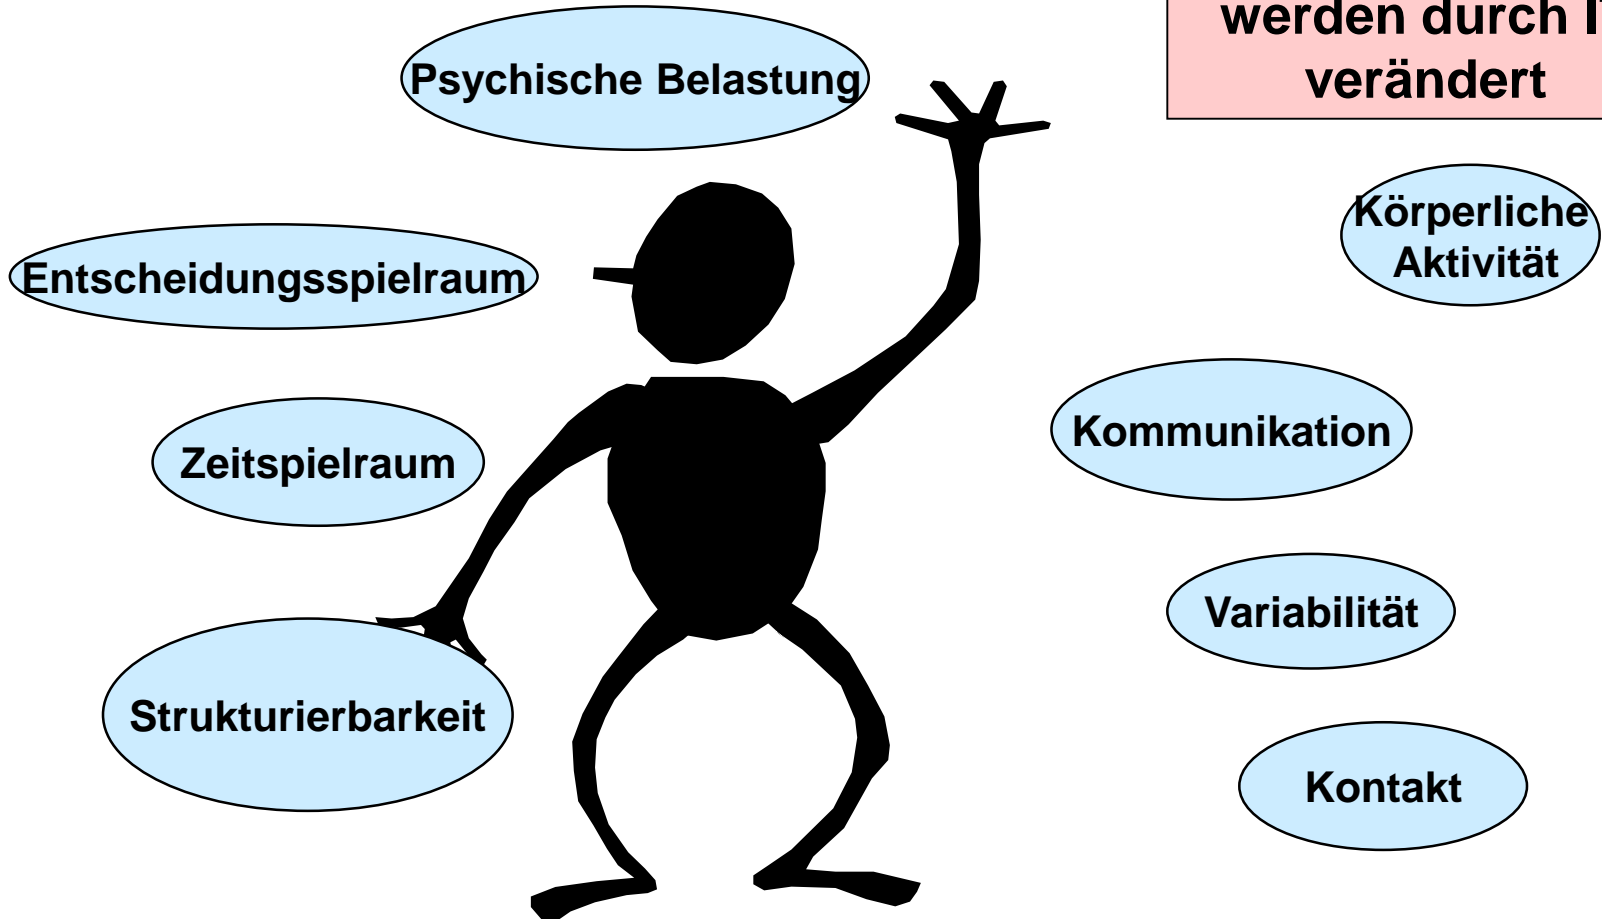 werden durch
verändert
Psychische Belastung
Körperliche
Aktivität
Entscheidungsspielraum
Kommunikation
Zeitspielraum
Variabilität
Strukturierbarkeit
Kontakt